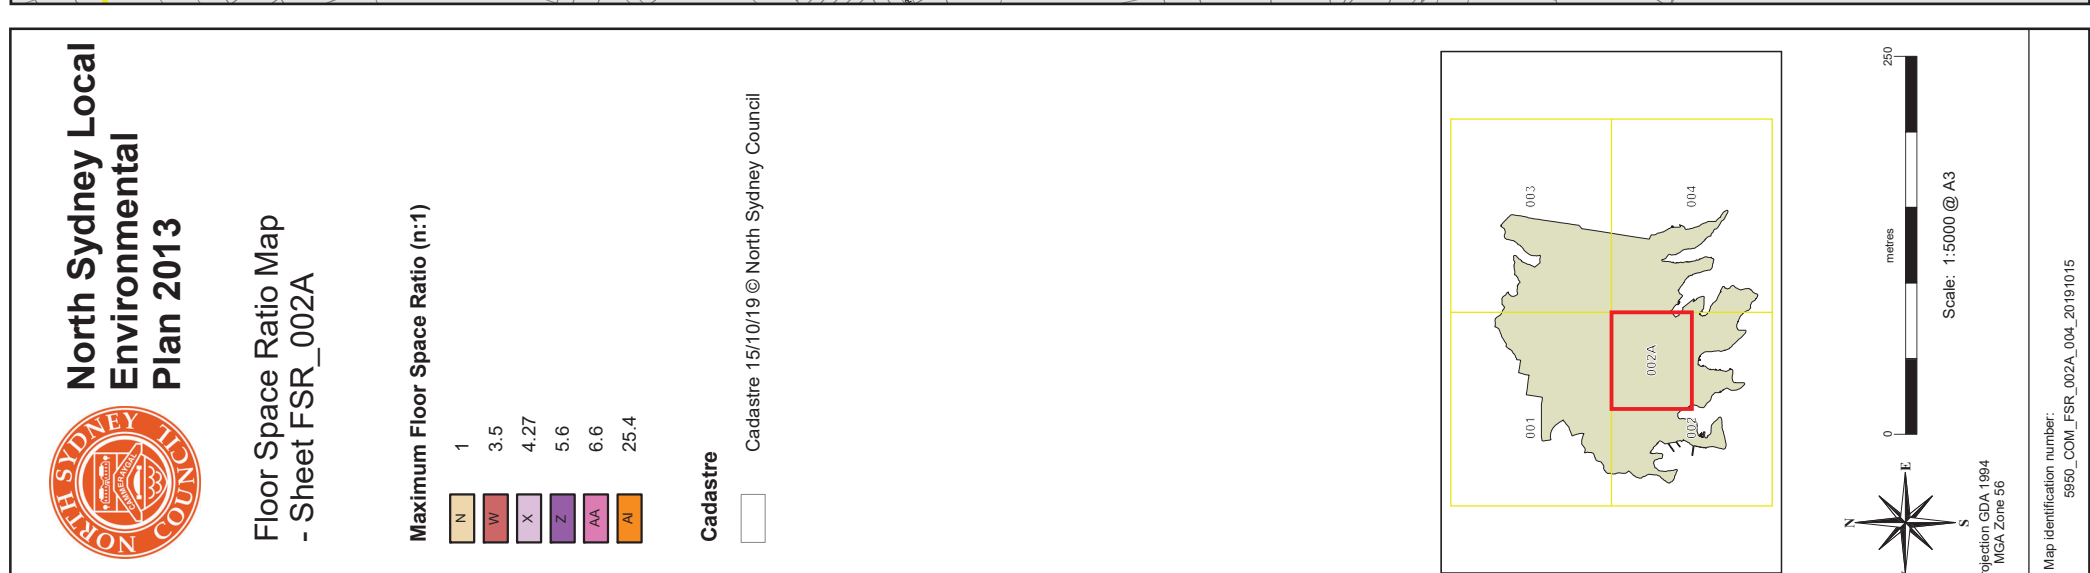 NORTH SYDNEY
COUNCIL
CAMMERAYGAL
North Sydney Local
Environmental
Plan 2013
Floor Space Ratio Map
- Sheet FSR_002A
Maximum Floor Space Ratio (n:1)
N 1
W 3.5
X 4.27
Z 5.6
AA 6.6
AI 25.4
Cadastre
Cadastre 15/10/19 © North Sydney Council
001
003
002A
002
004
N
E
S
0 metres 250
Scale: 1:5000 @ A3
ojection GDA 1994
MGA Zone 56
Map identification number:
5950_COM_FSR_002A_004_20191015